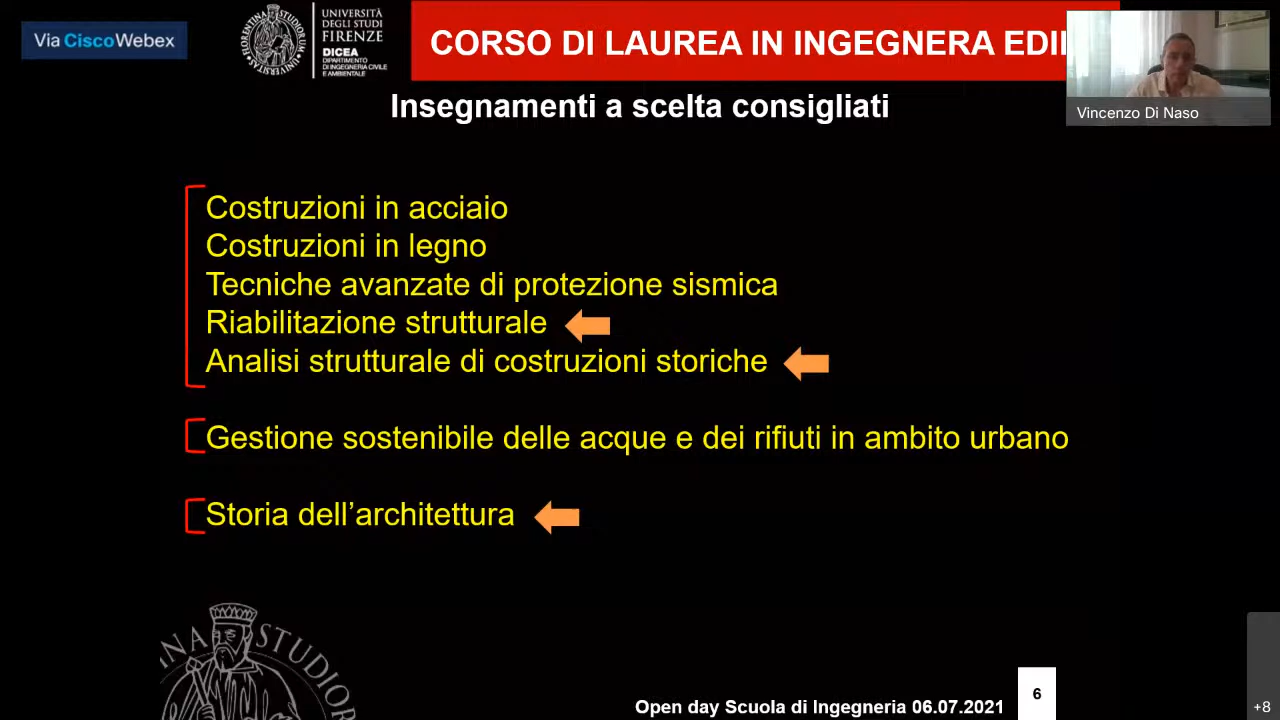 Via CiscoWebex
UNIVERSITÀ
DEGLI STUDI
FIRENZE
DICEA
DIPARTIMENTO
DI INGEGNERIA CIVILE
E AMBIENTALE
CORSO DI LAUREA IN INGEGNERA EDI
Vincenzo Di Naso
Insegnamenti a scelta consigliati
Costruzioni in acciaio
Costruzioni in legno
Tecniche avanzate di protezione sismica
Riabilitazione strutturale
Analisi strutturale di costruzioni storiche
Gestione sostenibile delle acque e dei rifiuti in ambito urbano
Storia dell’architettura
Open day Scuola di Ingegneria 06.07.2021
6
+8